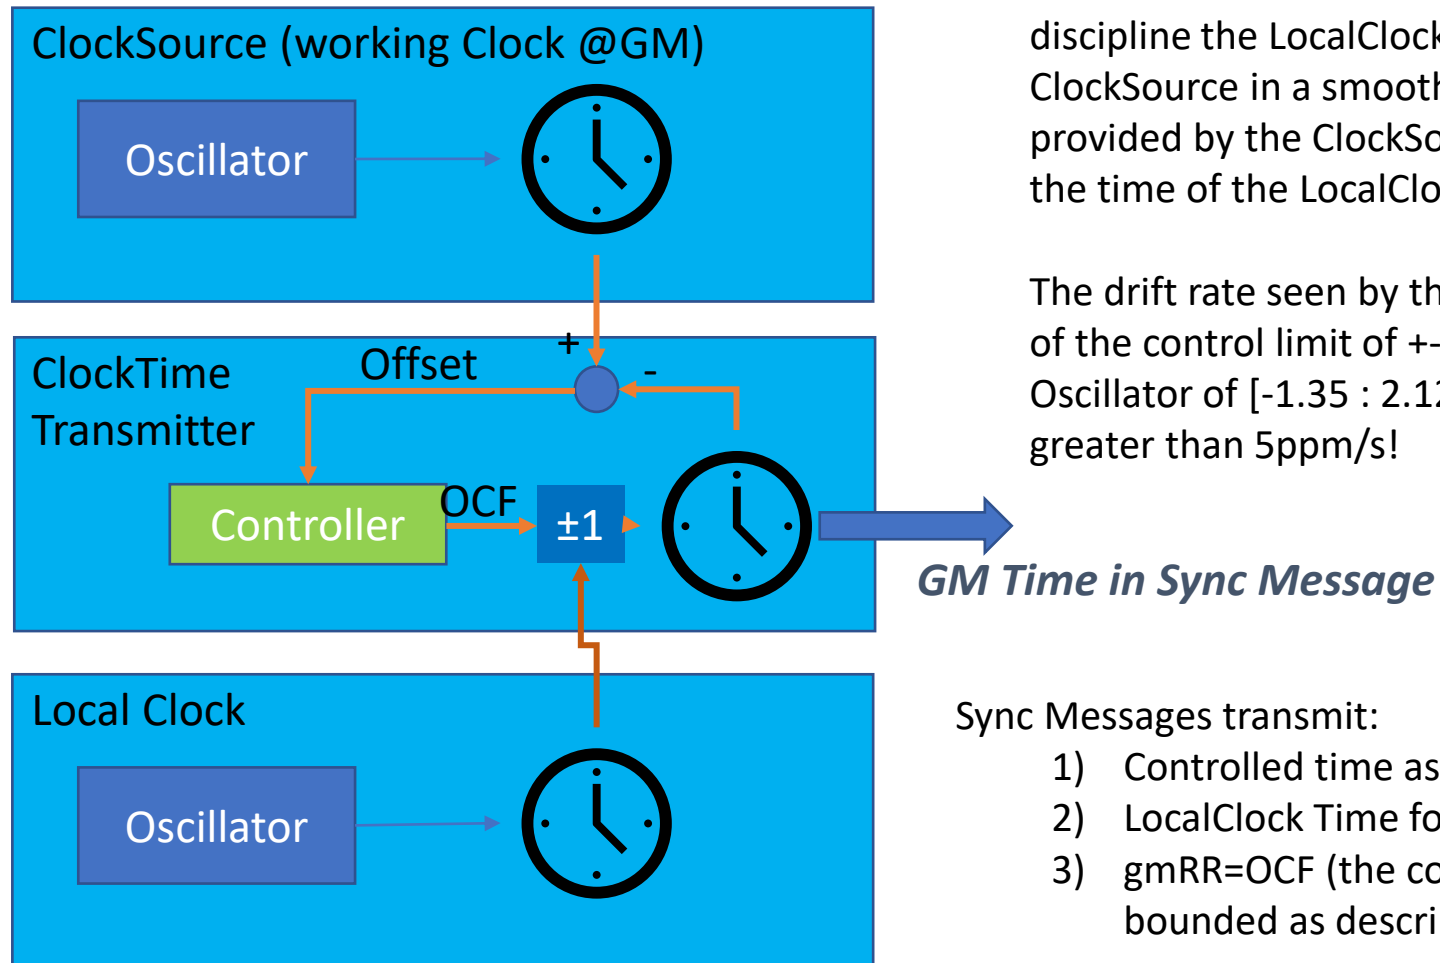 ClockSource (working Clock @GM)
Oscillator
ClockTime
Transmitter
Offset
+
-
Controller
OCF
±1
GM Time in Sync Message
Local Clock
Oscillator
discipline the LocalClock
ClockSource in a smooth
provided by the ClockSo
the time of the LocalClo
The drift rate seen by th
of the control limit of +-
Oscillator of [-1.35 : 2.12
greater than 5ppm/s!
Sync Messages transmit:
1) Controlled time as
2) LocalClock Time fo
3) gmRR=OCF (the co
bounded as descri